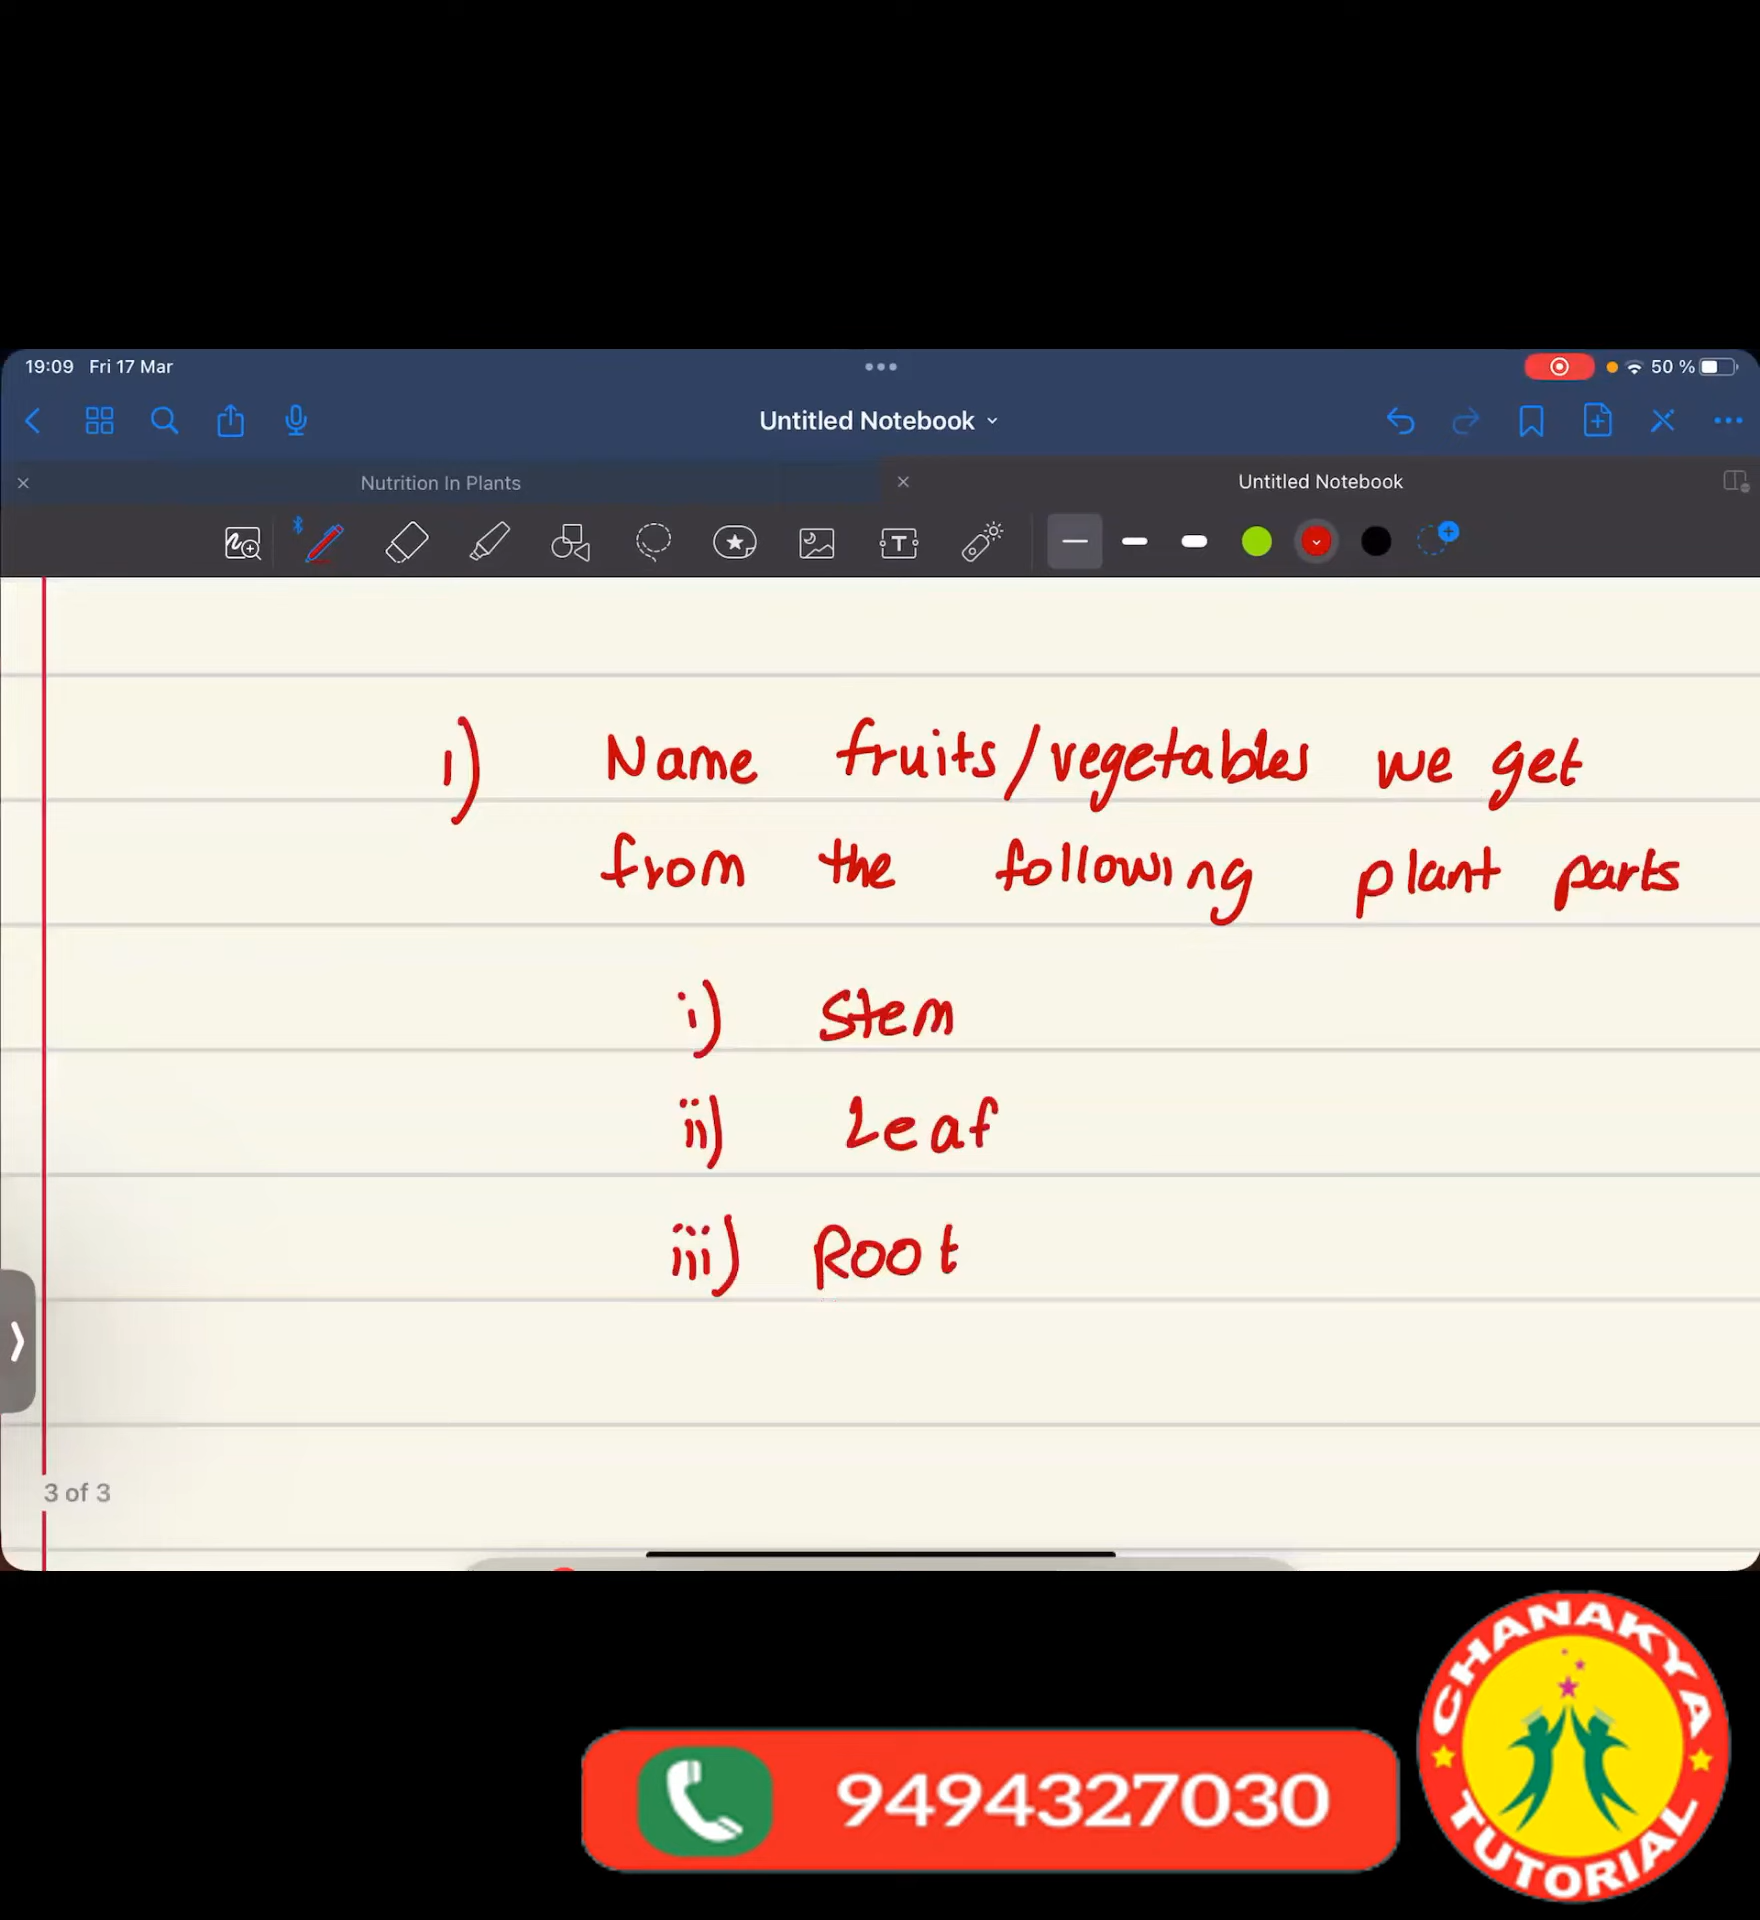 19:09 Fri 17 Mar
50 %
Untitled Notebook
Nutrition In Plants
Untitled Notebook
1) Name fruits/vegetables we get
from the following plant parts
i) Stem
ii) Leaf
iii) Root
3 of 3
9494327030
CHANAKYA
TUTORIAL